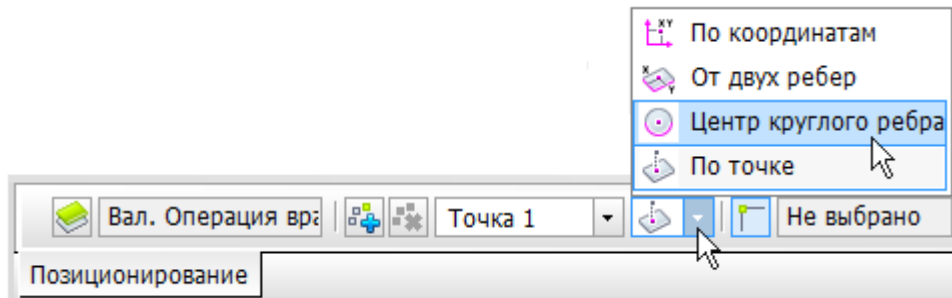 По координатам
От двух ребер
Центр круглого ребра
По точке
Вал. Операция вра
Точка 1
Не выбрано
Позиционирование